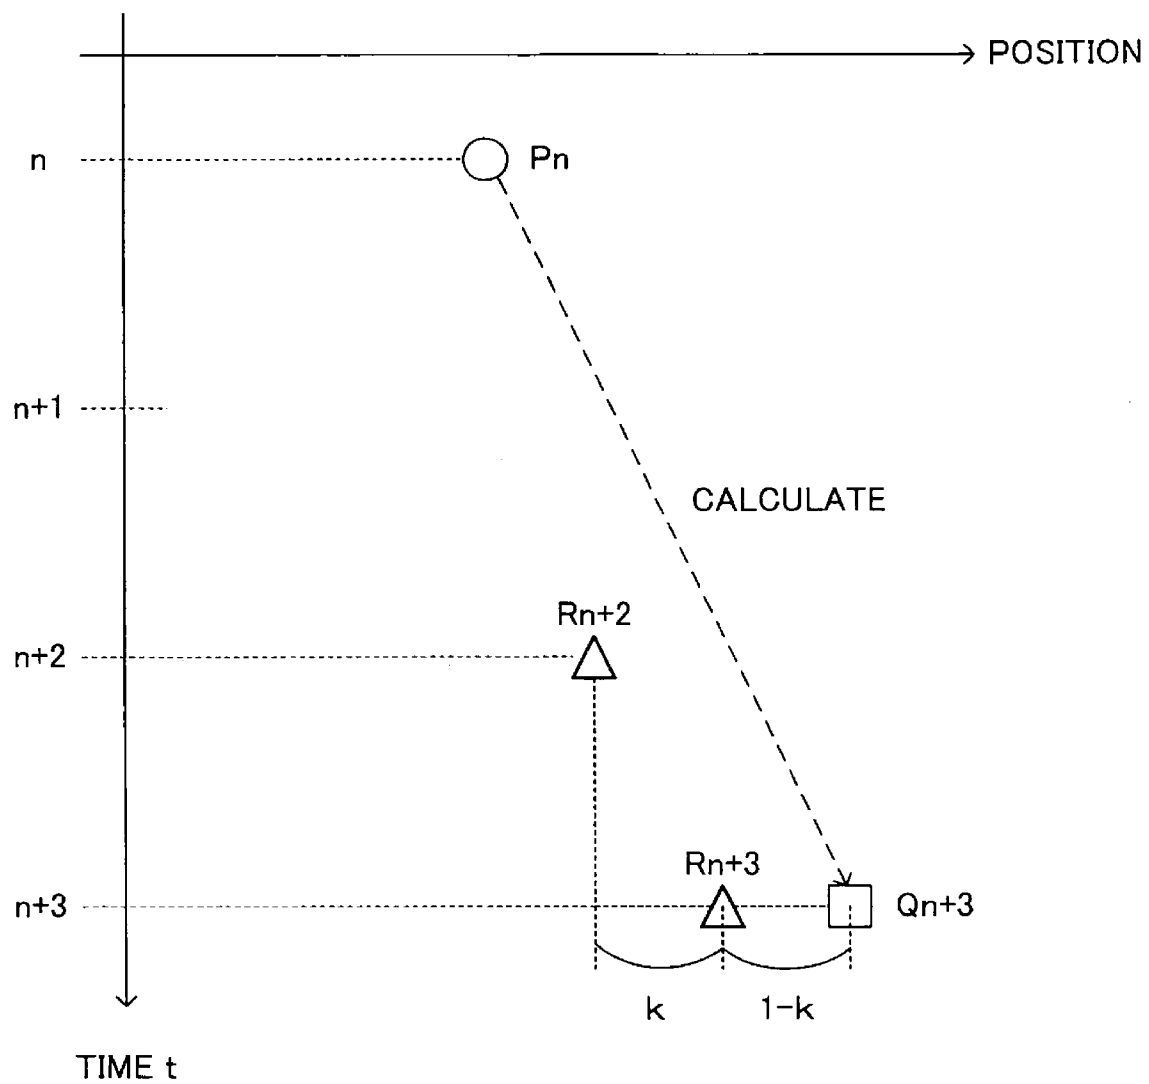 POSITION
n
Pn
n+1
CALCULATE
Rn+2
n+2
Rn+3
n+3
Qn+3
k
1-k
TIME t